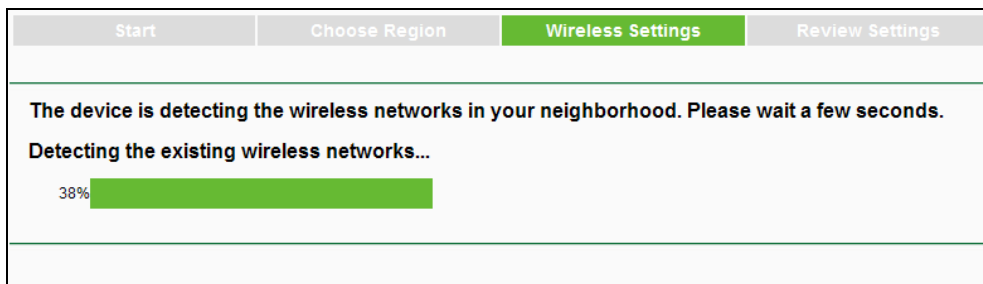 Start Choose Region Wireless Settings Review Settings
The device is detecting the wireless networks in your neighborhood. Please wait a few seconds.
Detecting the existing wireless networks...
38%